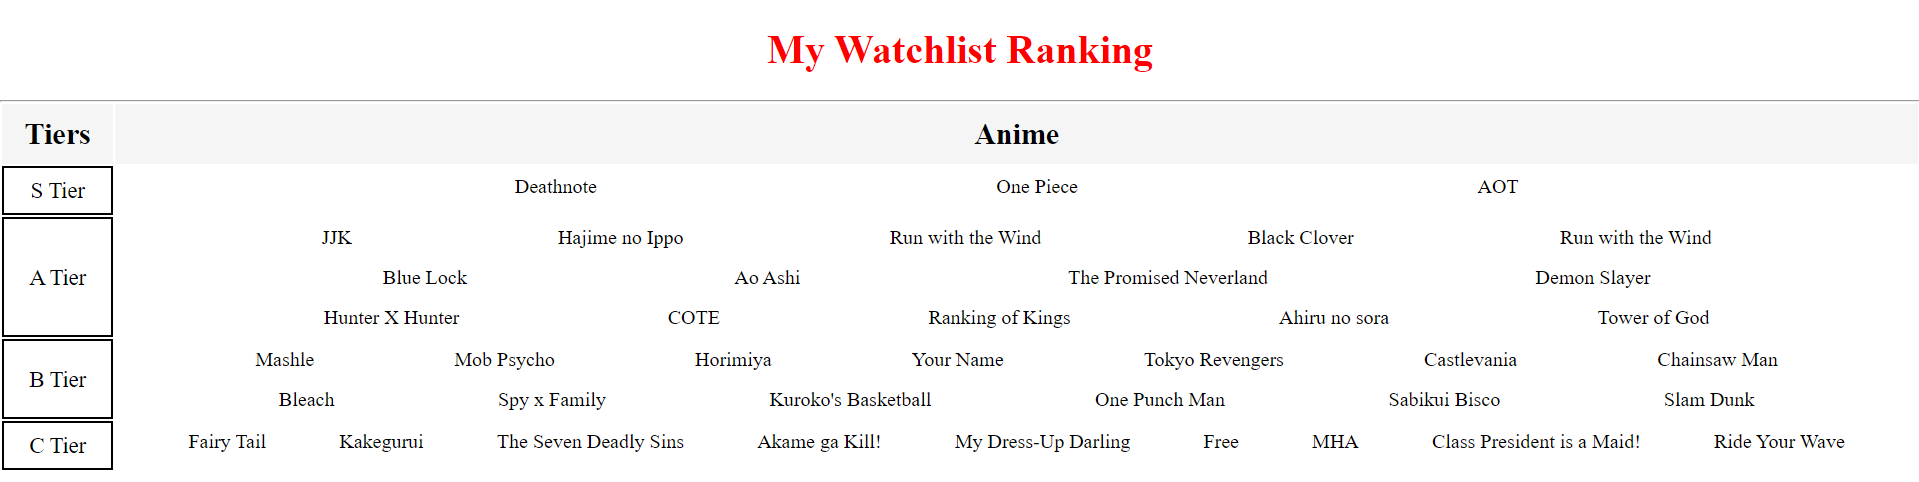 My Watchlist Ranking
Tiers Anime
S Tier Deathnote One Piece AOT
JJK Hajime no Ippo Run with the Wind Black Clover Run with the Wind
A Tier Blue Lock Ao Ashi The Promised Neverland Demon Slayer
Hunter X Hunter COTE Ranking of Kings Ahiru no sora Tower of God
Mashle Mob Psycho Horimiya Your Name Tokyo Revengers Castlevania Chainsaw Man
B Tier
Bleach Spy x Family Kuroko's Basketball One Punch Man Sabikui Bisco Slam Dunk
C Tier Fairy Tail Kakegurui The Seven Deadly Sins Akame ga Kill! My Dress-Up Darling Free MHA Class President is a Maid! Ride Your Wave